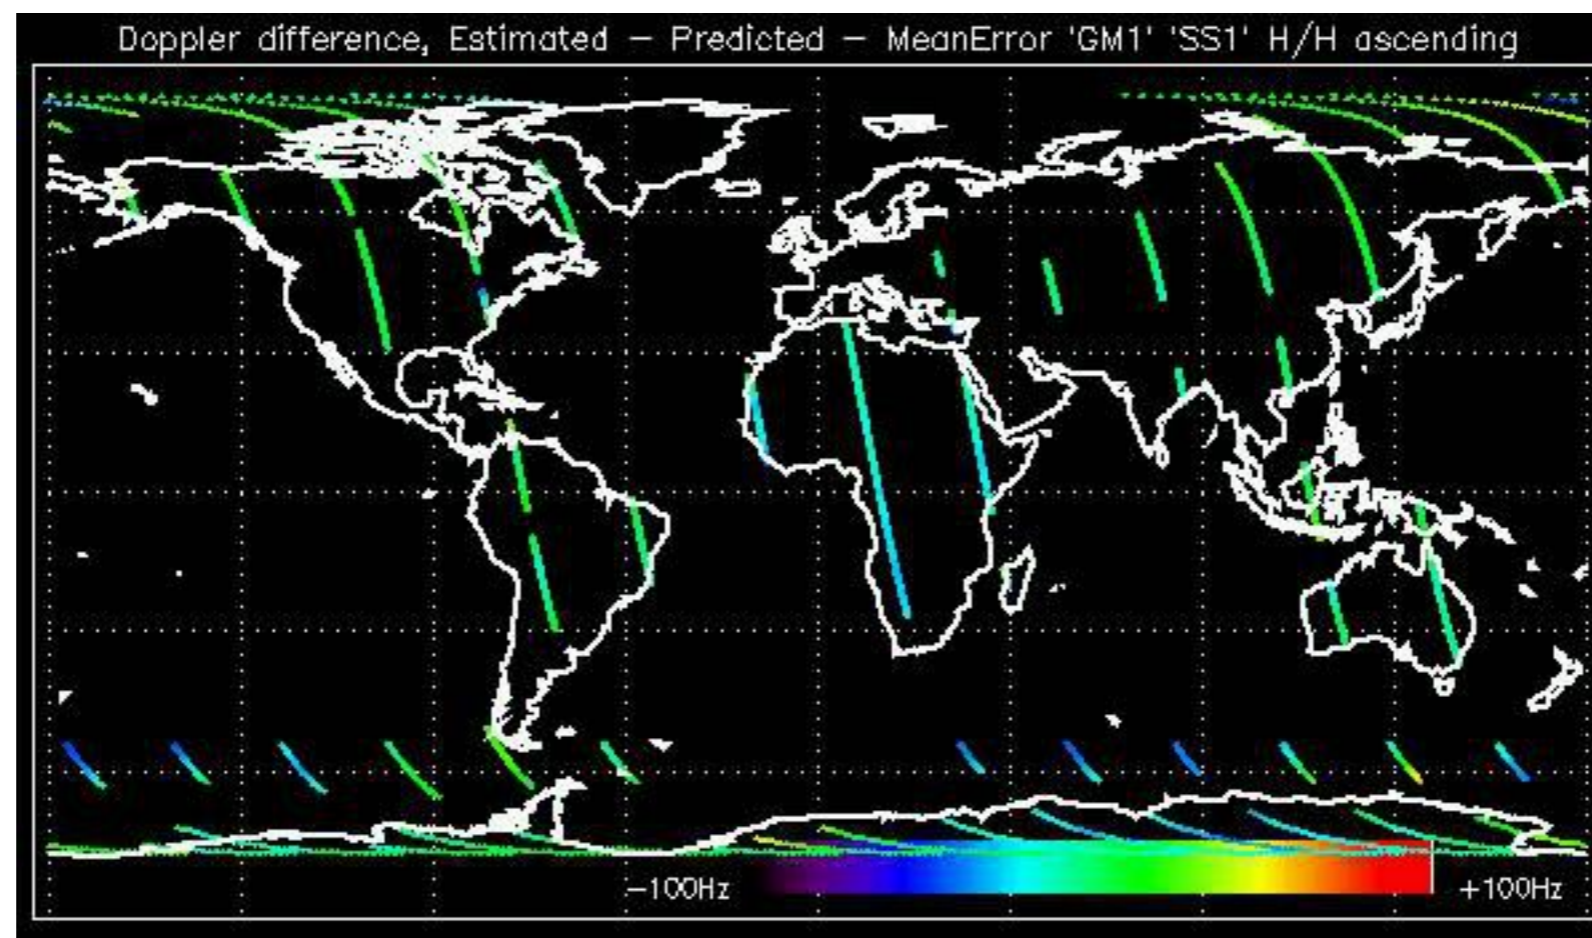 Doppler difference, Estimated – Predicted – MeanError 'GM1' 'SS1' H/H ascending
–100Hz
+100Hz